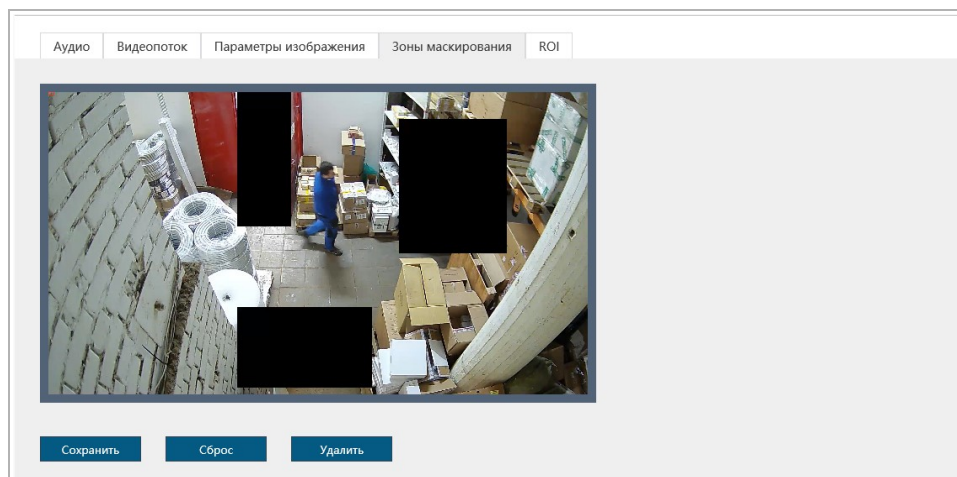 Аудио Видеопоток Параметры изображения Зоны маскирования ROI
Сохранить Сброс Удалить